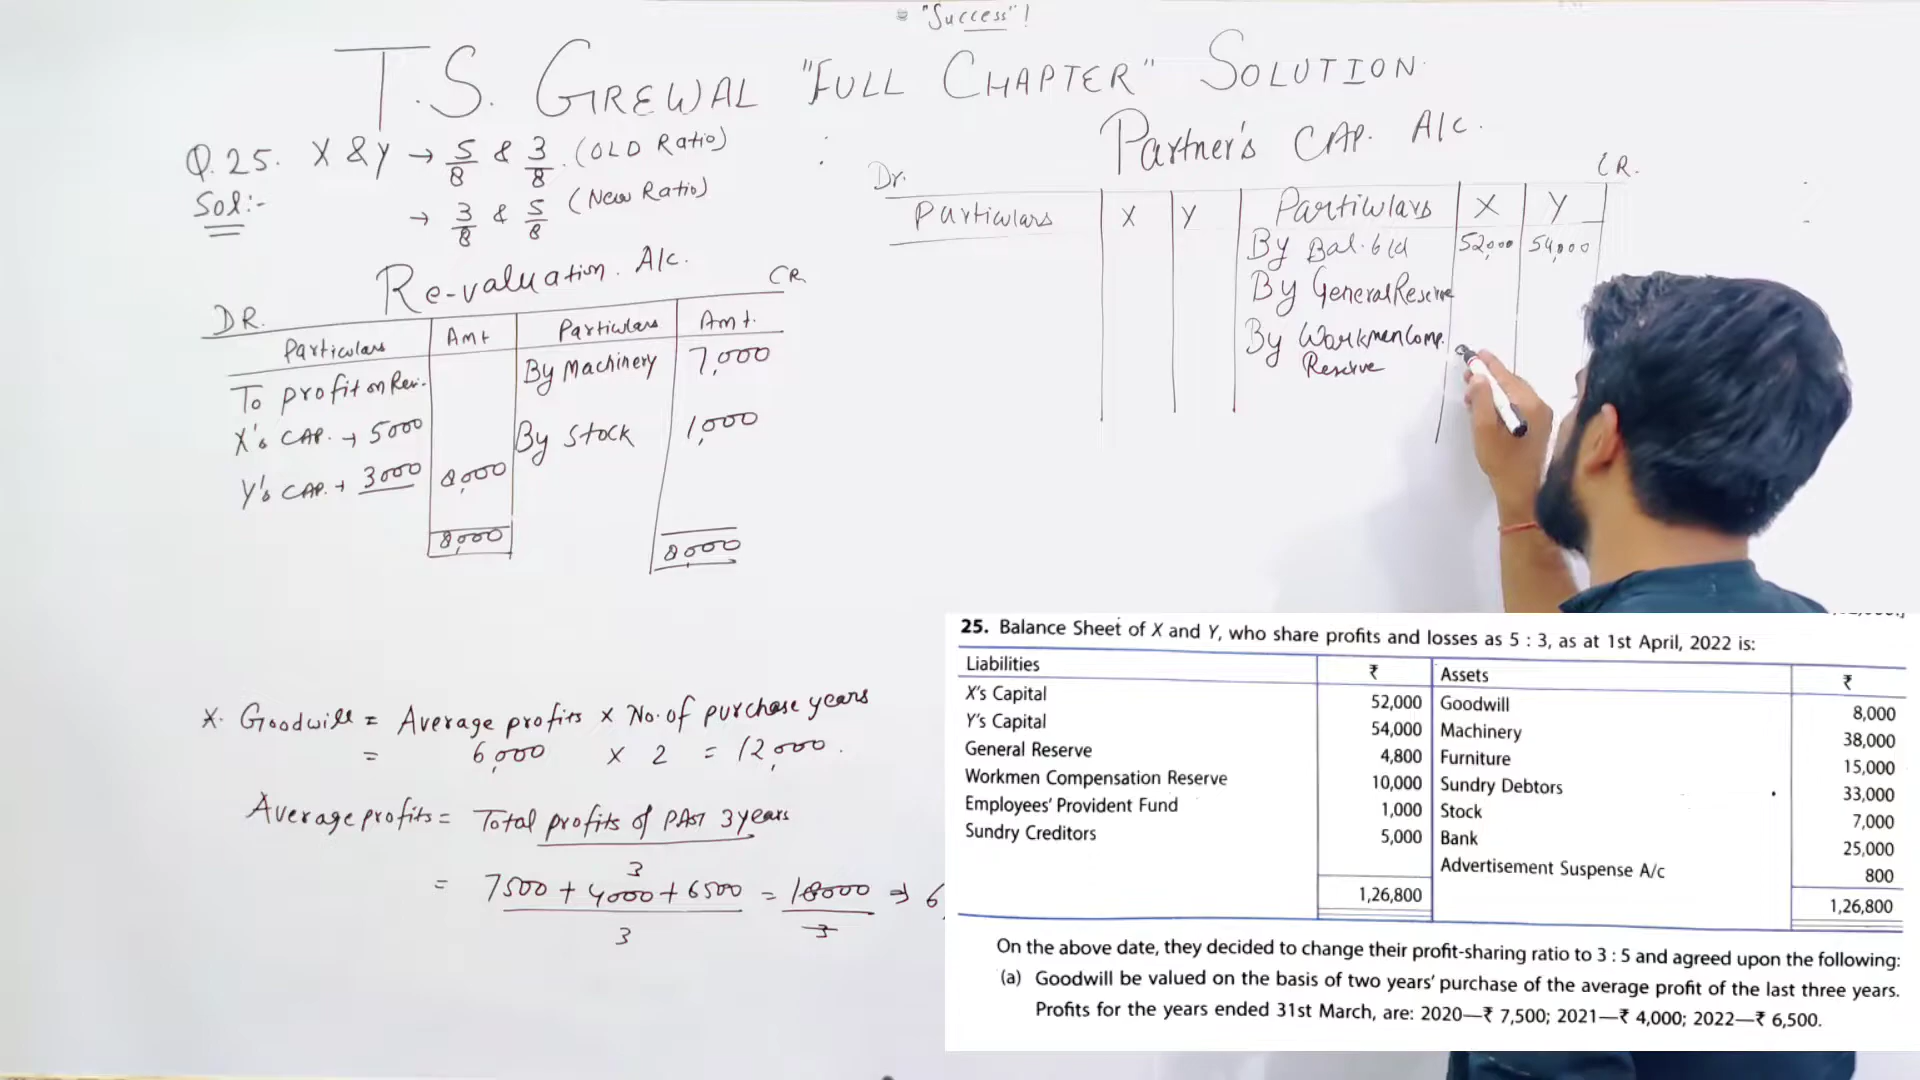 "Success"!
T.S. GREWAL "FULL CHAPTER" SOLUTION
Q.25. X & Y → 5/8 & 3/8. (OLD Ratio)
Sol:- → 3/8 & 5/8 (New Ratio)
Re-valuation. A/c.
DR. CR
Particulars Amt Particulars Amt.
To profit on Rev.. By Machinery 7,000
X's CAP. → 5000 By Stock 1,000
Y's CAP. → 3000 8,000
8,000 8,000
Partner's CAP. A/c.
Dr. CR.
Particulars X Y Particulars X Y
By Bal. b/d 52,000 54,000
By General Reserve
By Workmen Comp.
Reserve
*. Goodwill = Average profits x No. of purchase years
= 6,000 x 2 = 12,000.
Average profits = Total profits of PAST 3 years
3
= 7500 + 4000 + 6500 = 18000 ⇒ 6,
3 3
25. Balance Sheet of X and Y, who share profits and losses as 5 : 3, as at 1st April, 2022 is:
Liabilities ₹ Assets ₹
X's Capital 52,000 Goodwill 8,000
Y's Capital 54,000 Machinery 38,000
General Reserve 4,800 Furniture 15,000
Workmen Compensation Reserve 10,000 Sundry Debtors 33,000
Employees' Provident Fund 1,000 Stock 7,000
Sundry Creditors 5,000 Bank 25,000
Advertisement Suspense A/c 800
1,26,800 1,26,800
On the above date, they decided to change their profit-sharing ratio to 3 : 5 and agreed upon the following:
(a) Goodwill be valued on the basis of two years' purchase of the average profit of the last three years.
Profits for the years ended 31st March, are: 2020—₹ 7,500; 2021—₹ 4,000; 2022—₹ 6,500.